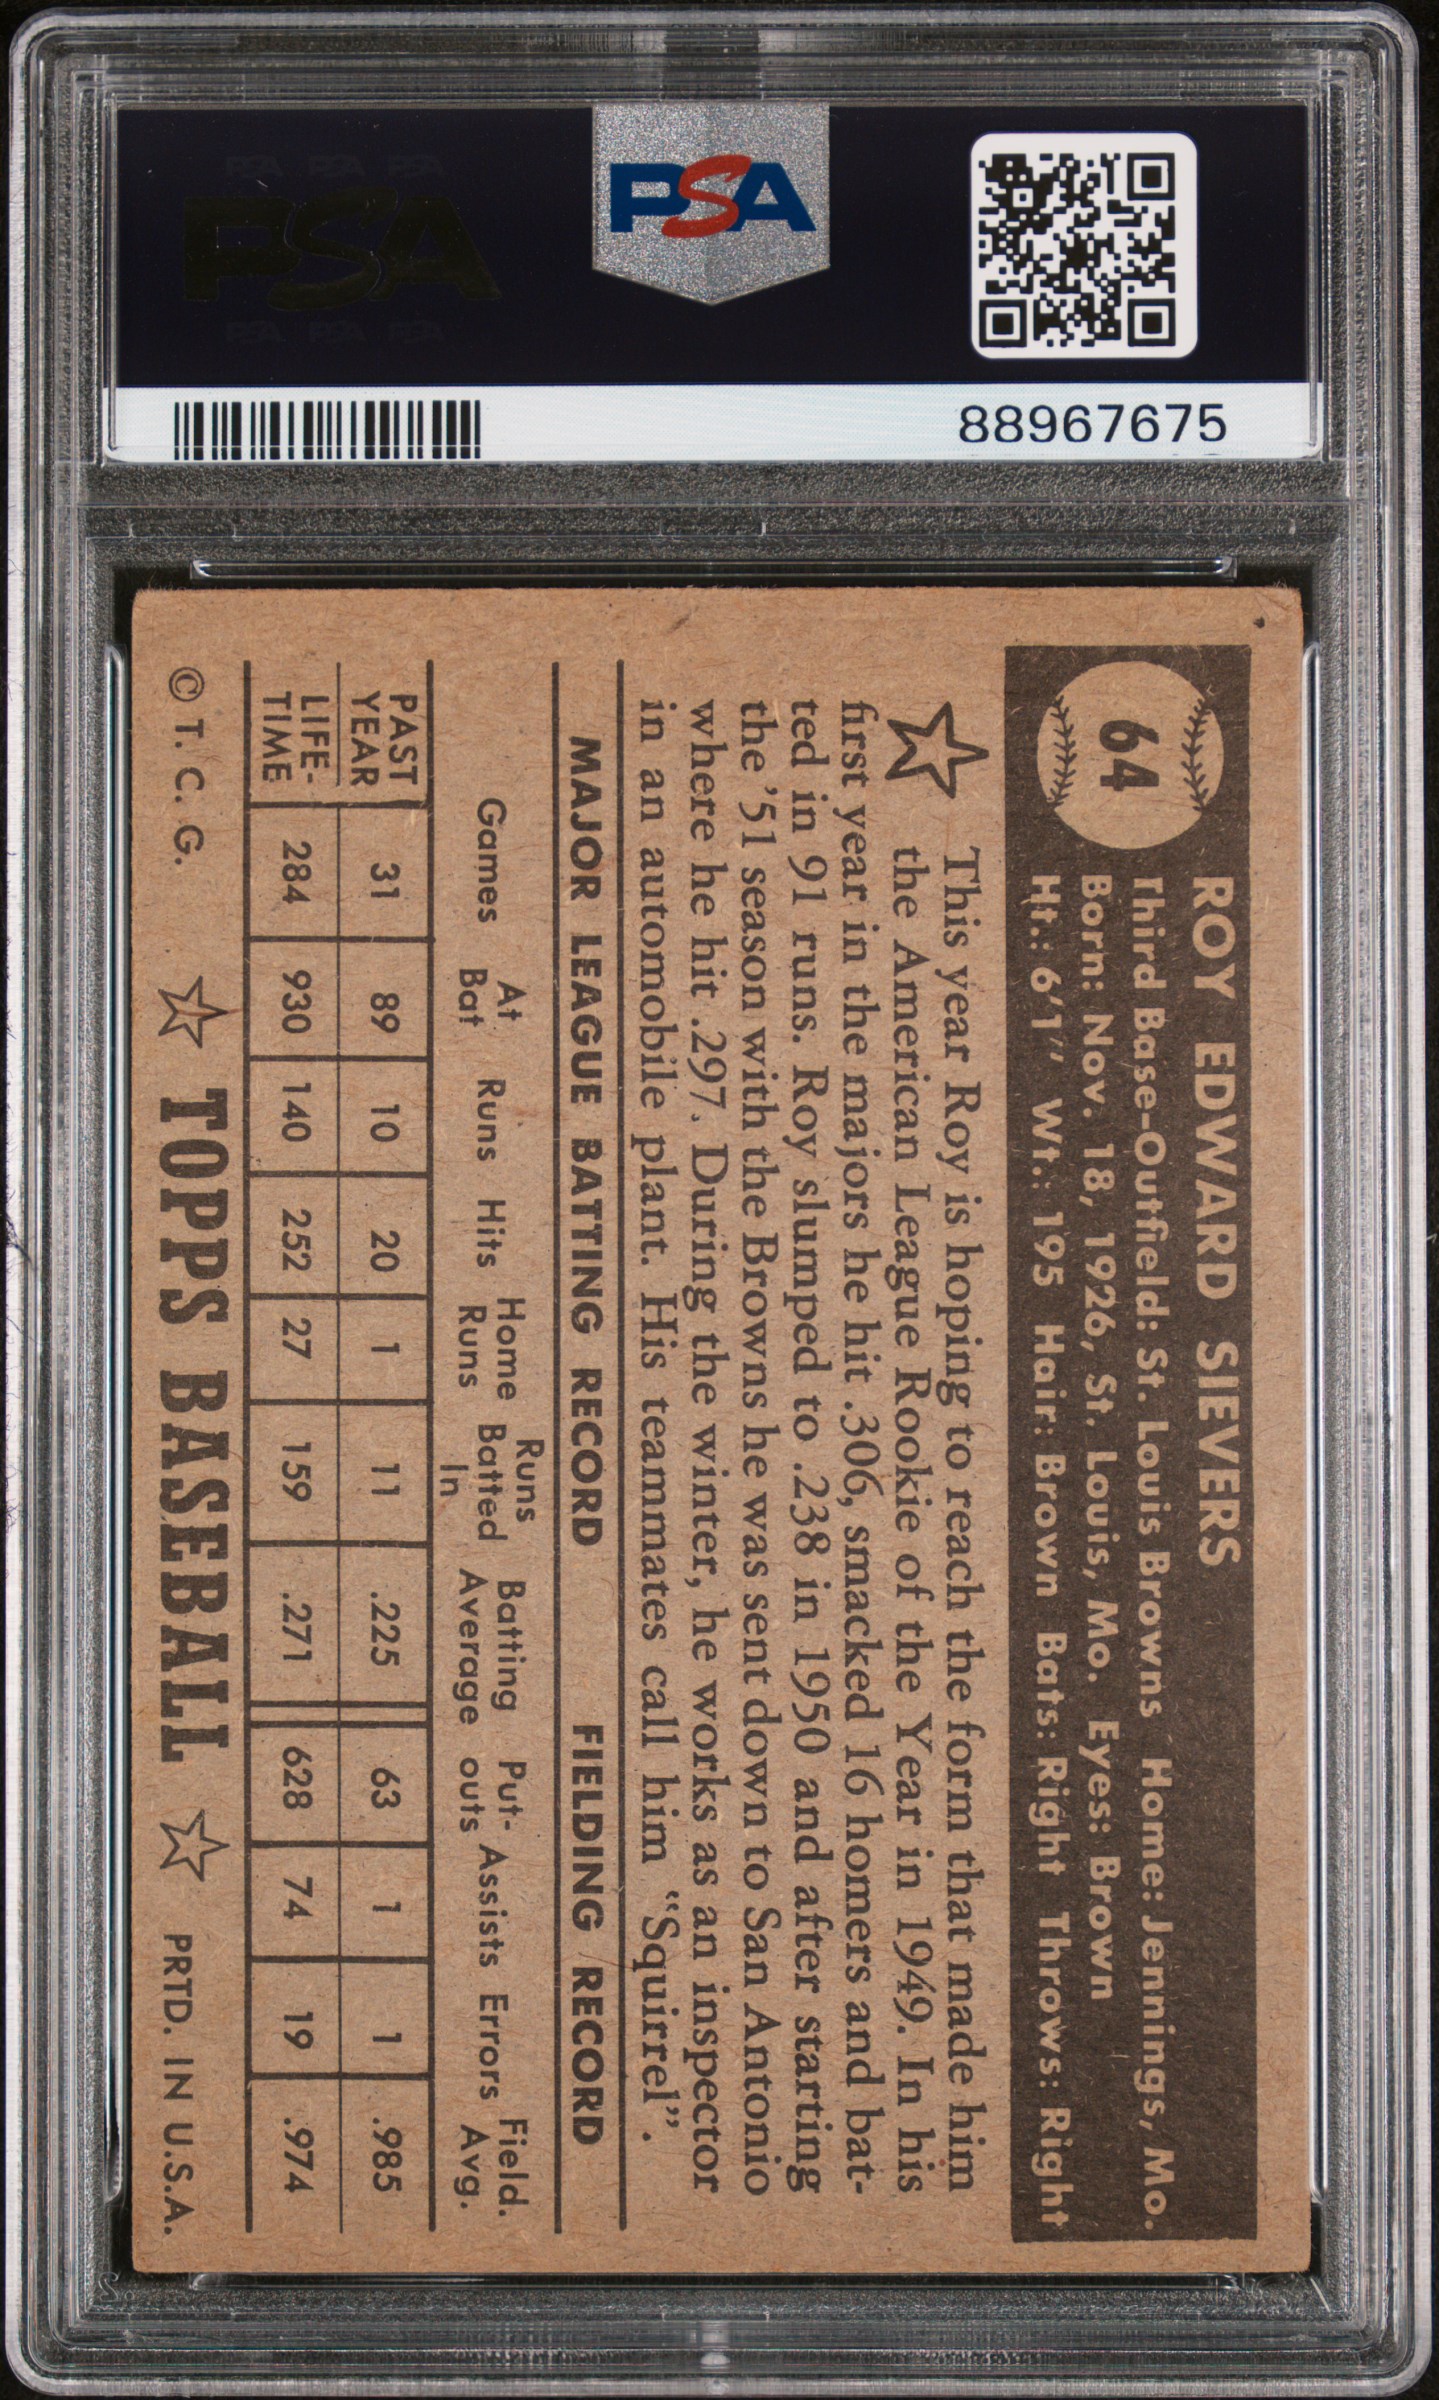 PSA PSA PSA
PSA
PSA PSA PSA
PSA
88967675
64
ROY EDWARD SIEVERS
Third Base-Outfield: St. Louis Browns Home: Jennings, Mo.
Born: Nov. 18, 1926, St. Louis, Mo. Eyes: Brown
Ht.: 6'1" Wt.: 195 Hair: Brown Bats: Right Throws: Right
This year Roy is hoping to reach the form that made him
the American League Rookie of the Year in 1949. In his
first year in the majors he hit .306, smacked 16 homers and bat-
ted in 91 runs. Roy slumped to .238 in 1950 and after starting
the '51 season with the Browns he was sent down to San Antonio
where he hit .297. During the winter, he works as an inspector
in an automobile plant. His teammates call him “Squirrel”.
MAJOR LEAGUE BATTING RECORD FIELDING RECORD
Games At Bat Runs Hits Home Runs Runs Batted In Batting Average Put-outs Assists Errors Field. Avg.
PAST YEAR 31 89 10 20 1 11 .225 63 1 1 .985
LIFE-TIME 284 930 140 252 27 159 .271 628 74 19 .974
© T. C. G. TOPPS BASEBALL PRTD. IN U.S.A.